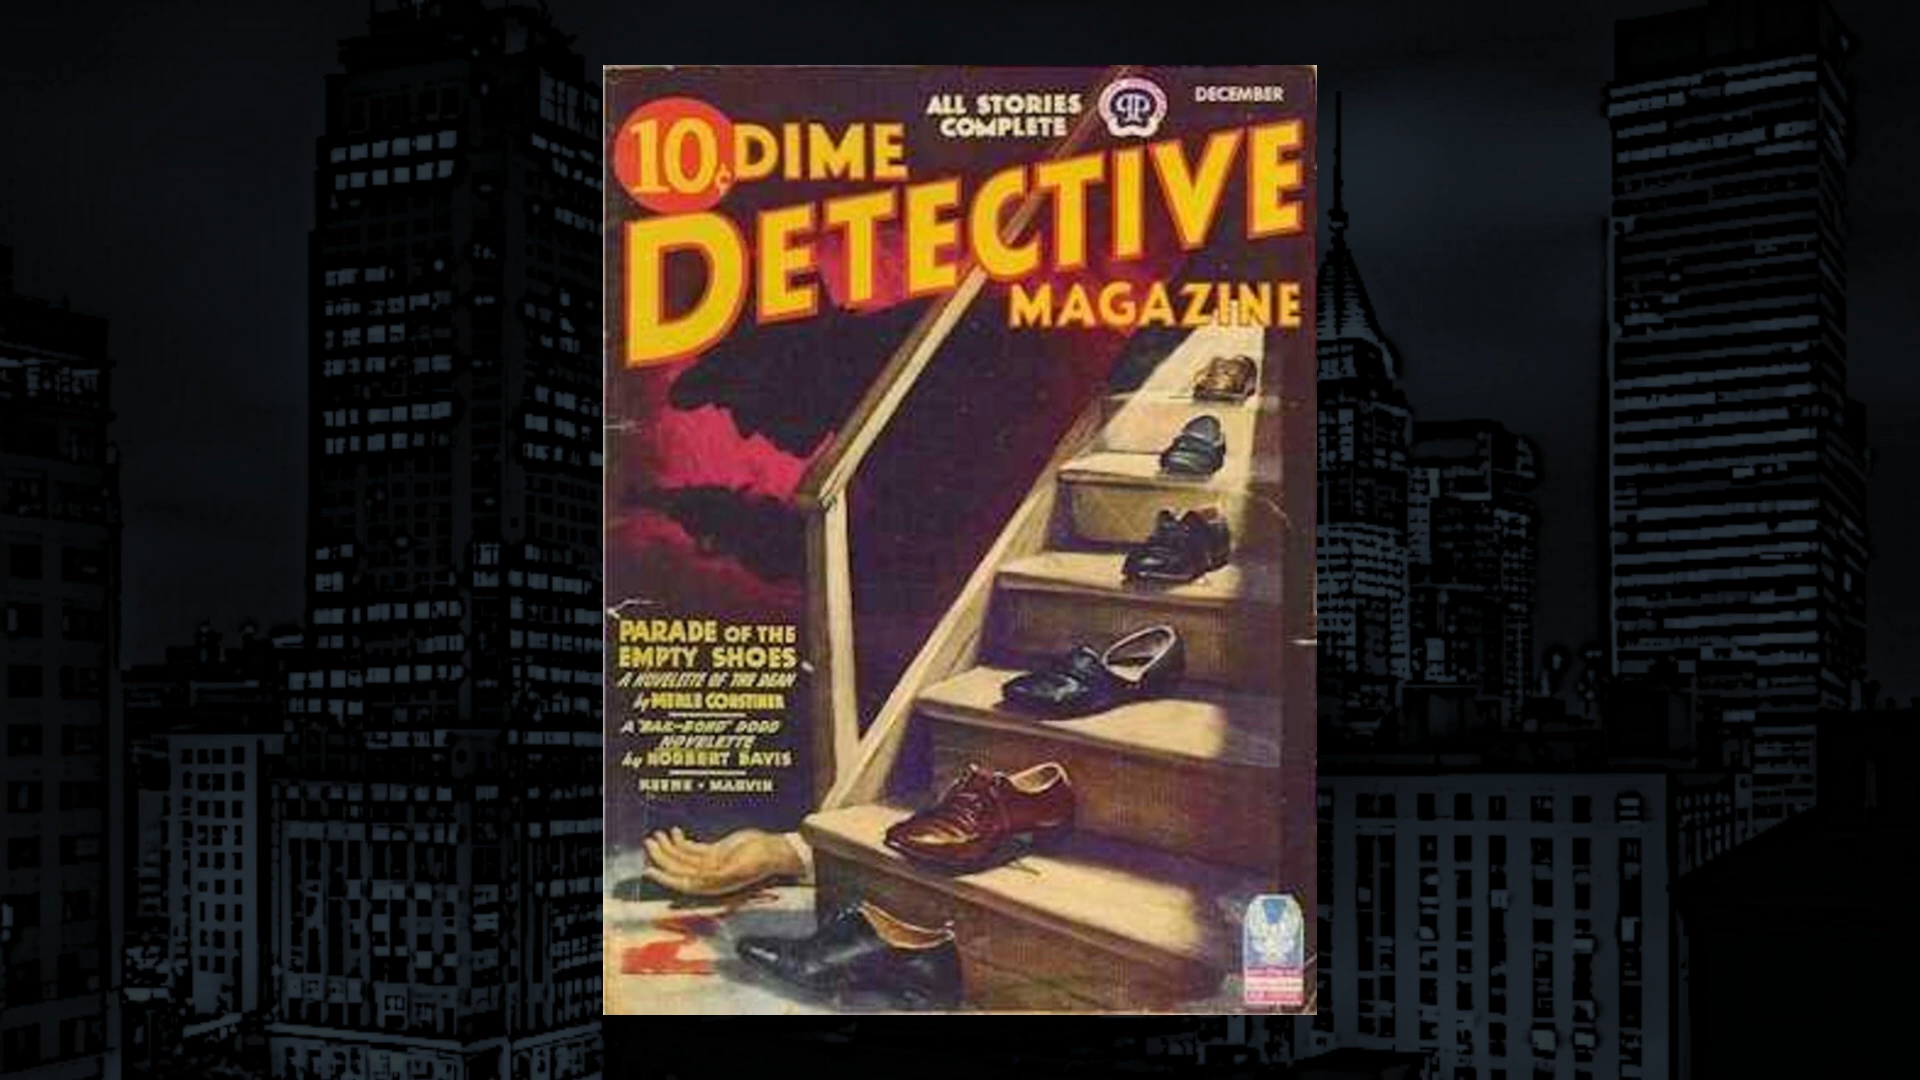 ALL STORIES
COMPLETE
DECEMBER
10¢ DIME
DETECTIVE
MAGAZINE
PARADE OF THE
EMPTY SHOES
A NOVELETTE OF THE DEAN
by MERLE CONSTINER
A "BAIL-BOND" DODD
NOVELETTE
by NORBERT DAVIS
KEENE • MARVIN